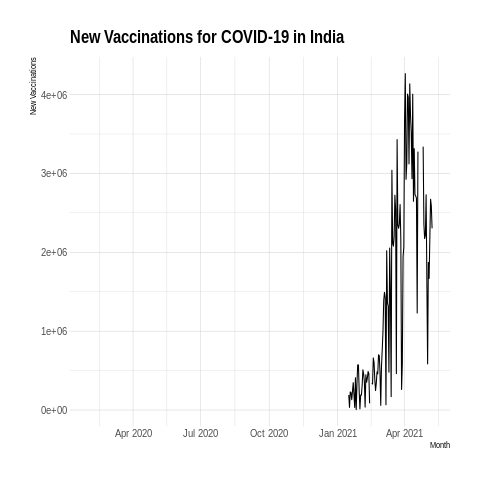 New Vaccinations for COVID-19 in India
New Vaccinations
4e+06
3e+06
2e+06
1e+06
0e+00
Apr 2020 Jul 2020 Oct 2020 Jan 2021 Apr 2021
Month